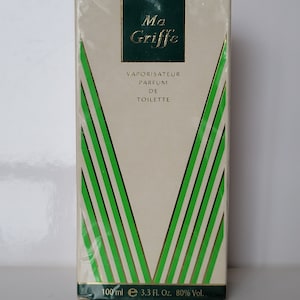 Ma
Griffe
VAPORISATEUR
PARFUM
DE
TOILETTE
100 ml ℮ 3.3 Fl. Oz. 80% Vol.